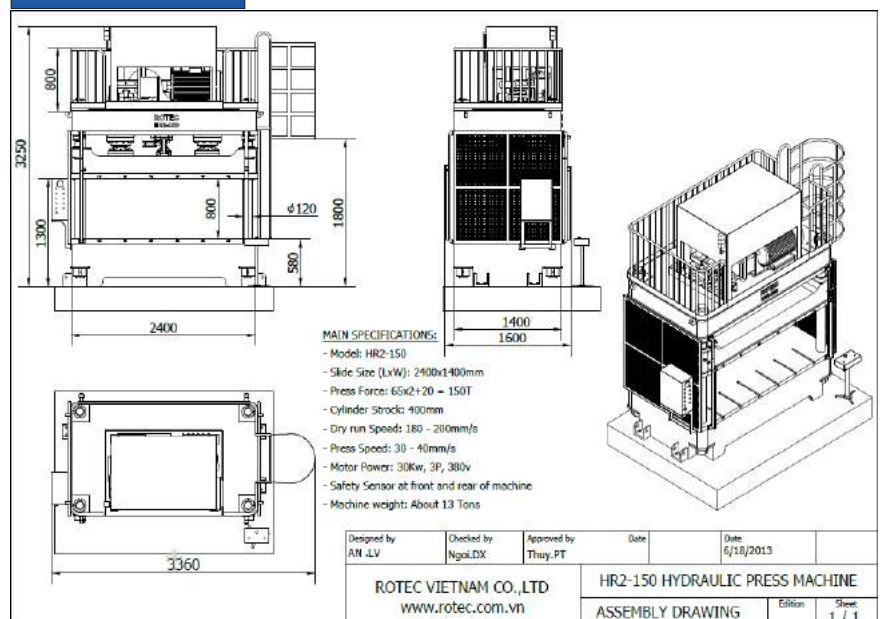 800
3250
1300
ROTEC
800
ϕ120
1800
580
2400
1400
1600
MAIN SPECIFICATIONS:
- Model: HR2-150
- Slide Size (LxW): 2400x1400mm
- Press Force: 65x2+20 = 150T
- Cylinder Strock: 400mm
- Dry run Speed: 180 - 200mm/s
- Press Speed: 30 - 40mm/s
- Motor Power: 30Kw, 3P, 380v
- Safety Sensor at front and rear of machine
- Machine weight: About 13 Tons
3360
Designed by
AN .LV
Checked by
Ngoi.DX
Approved by
Thuy.PT
Date
Date
6/18/2013
ROTEC VIETNAM CO.,LTD
www.rotec.com.vn
HR2-150 HYDRAULIC PRESS MACHINE
ASSEMBLY DRAWING
Edition
Sheet
1 / 1